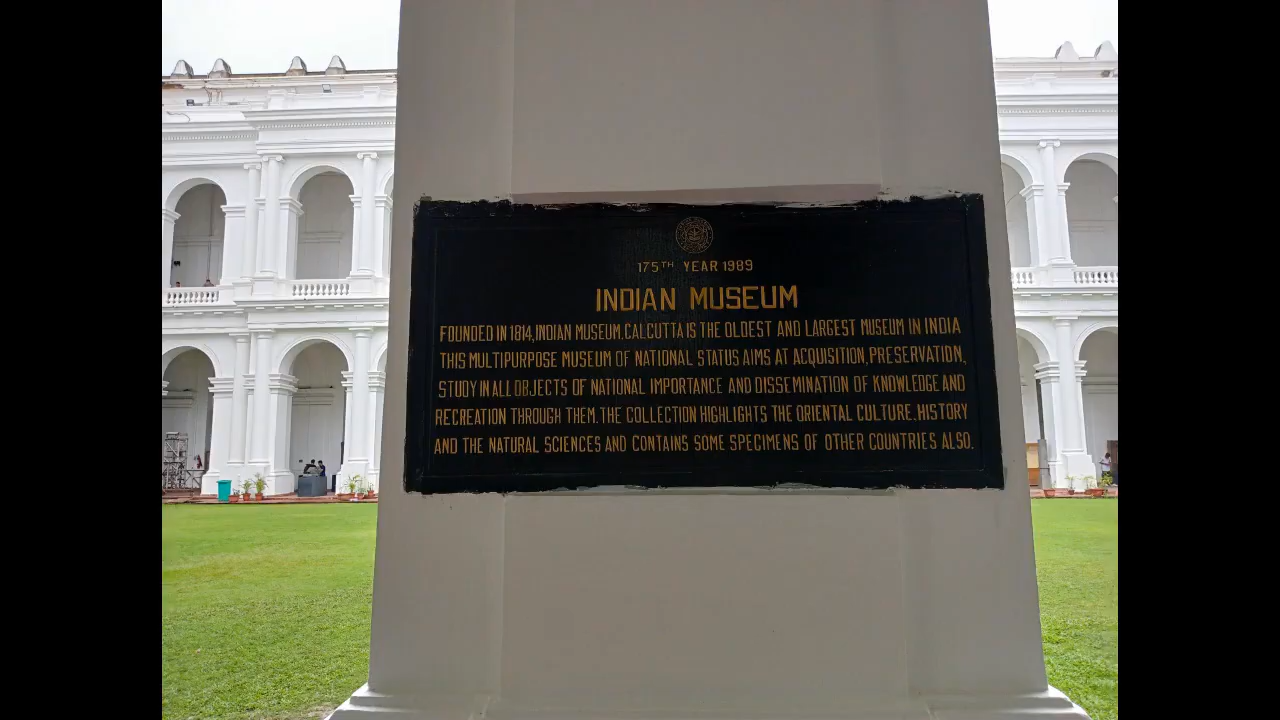 175TH YEAR 1989
INDIAN MUSEUM
FOUNDED IN 1814, INDIAN MUSEUM. CALCUTTA IS THE OLDEST AND LARGEST MUSEUM IN INDIA
THIS MULTIPURPOSE MUSEUM OF NATIONAL STATUS AIMS AT ACQUISITION, PRESERVATION,
STUDY IN ALL OBJECTS OF NATIONAL IMPORTANCE AND DISSEMINATION OF KNOWLEDGE AND
RECREATION THROUGH THEM. THE COLLECTION HIGHLIGHTS THE ORIENTAL CULTURE. HISTORY
AND THE NATURAL SCIENCES AND CONTAINS SOME SPECIMENS OF OTHER COUNTRIES ALSO.